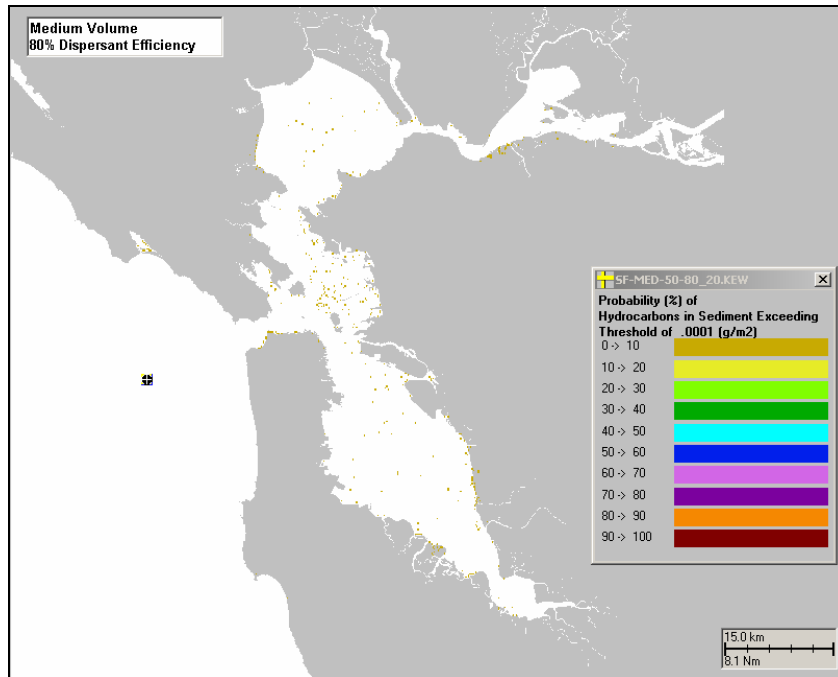 Medium Volume
80% Dispersant Efficiency
SF-MED-50-80_20.KEW
Probability (%) of
Hydrocarbons in Sediment Exceeding
Threshold of .0001 (g/m2)
0 -> 10
10 -> 20
20 -> 30
30 -> 40
40 -> 50
50 -> 60
60 -> 70
70 -> 80
80 -> 90
90 -> 100
15.0 km
8.1 Nm